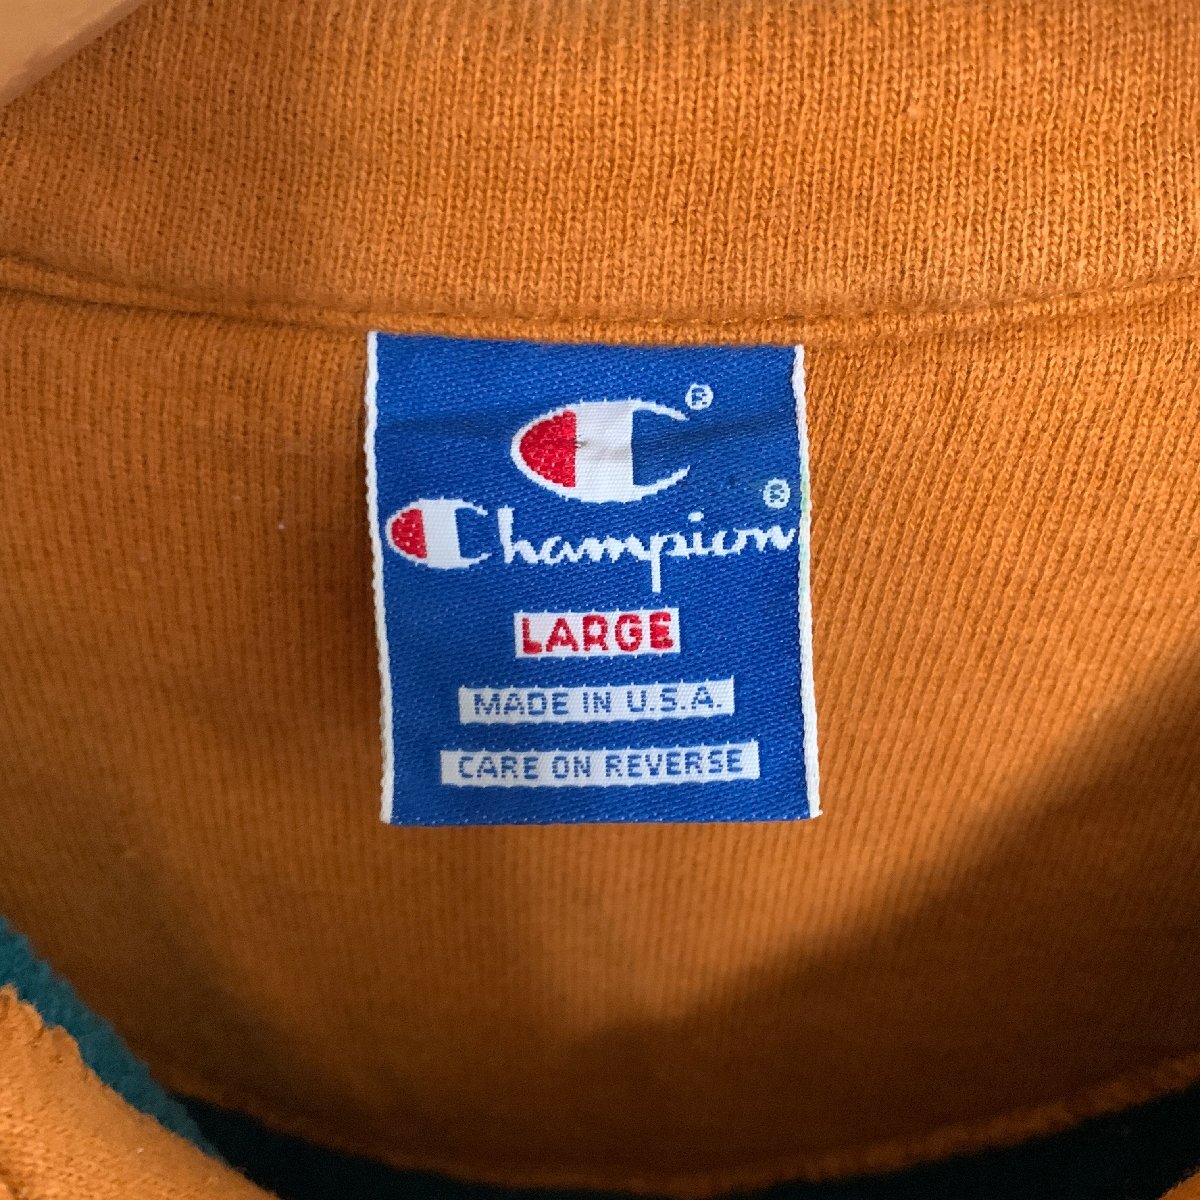 C®
Champion®
LARGE
MADE IN U.S.A.
CARE ON REVERSE